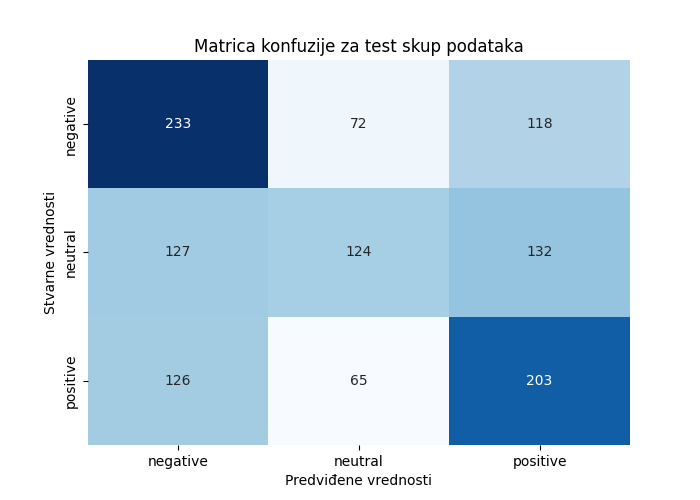 Matrica konfuzije za test skup podataka
Stvarne vrednosti
negative
233 72 118
neutral
127 124 132
positive
126 65 203
negative neutral positive
Predviđene vrednosti